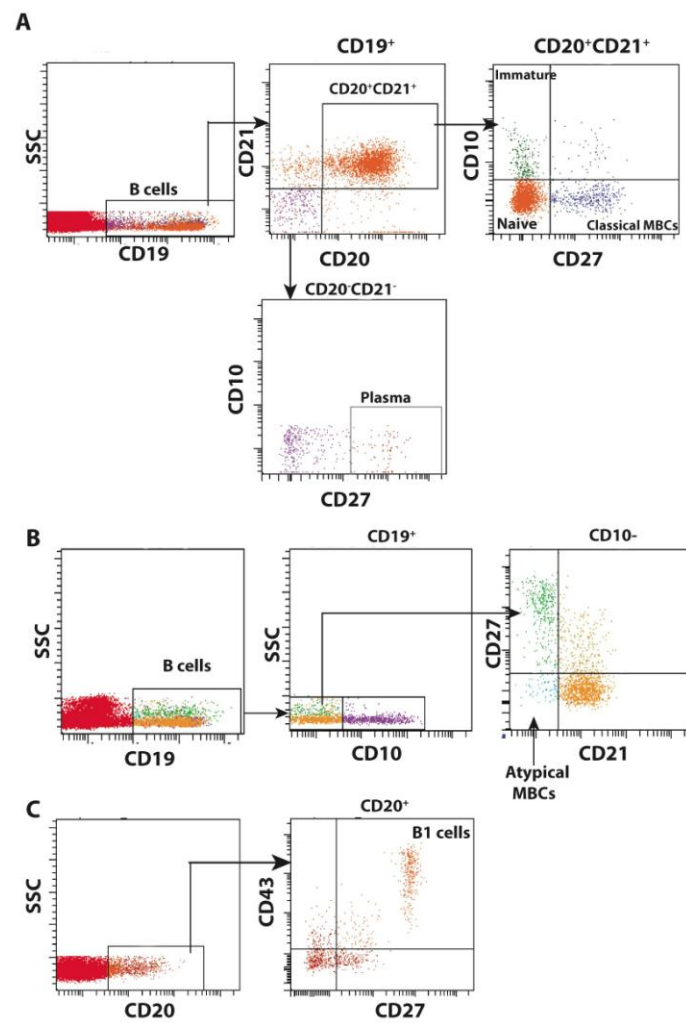 A
CD19⁺
CD20⁺CD21⁺
SSC
B cells
CD19
CD21
CD20⁺CD21⁺
CD20
CD10
Immature
Naive
Classical MBCs
CD27
CD20⁻CD21⁻
CD10
Plasma
CD27
B
CD19⁺
CD10-
SSC
B cells
CD19
SSC
CD10
CD27
CD21
Atypical
MBCs
C
CD20⁺
SSC
CD20
CD43
B1 cells
CD27